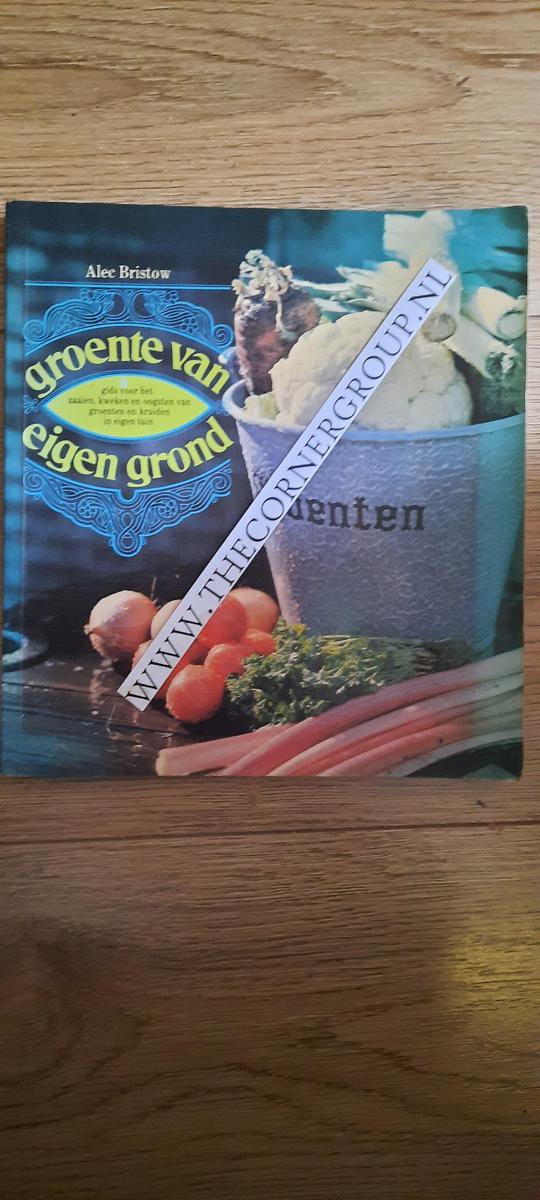 Alec Bristow
groente van
gids voor het
zaaien, kweken en oogsten van
groenten en kruiden
in eigen tuin
eigen grond
WWW.THECORNERGROUP.NL